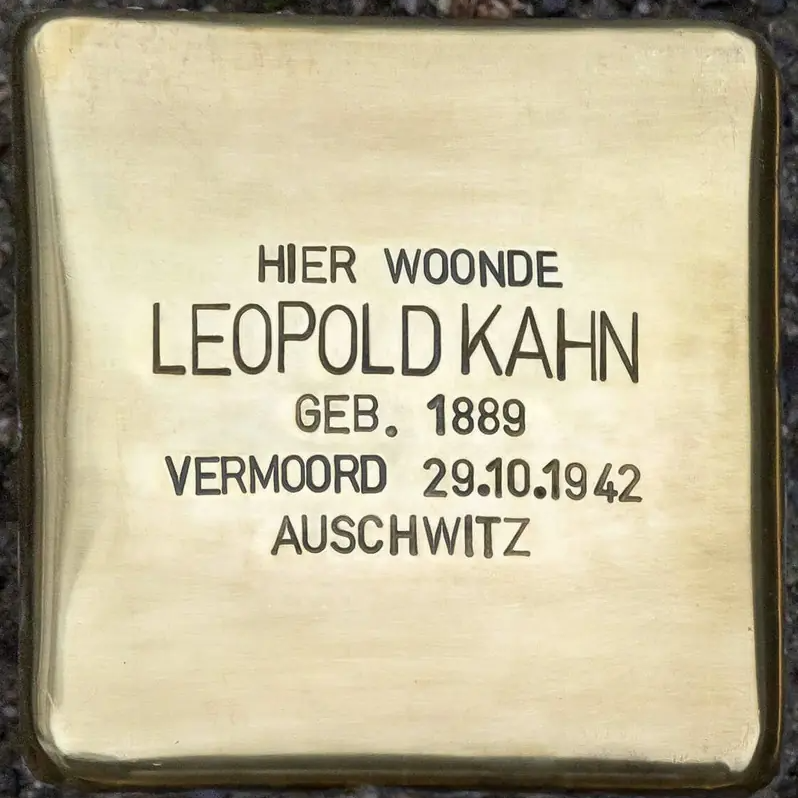 HIER WOONDE
LEOPOLD KAHN
GEB. 1889
VERMOORD 29.10.1942
AUSCHWITZ